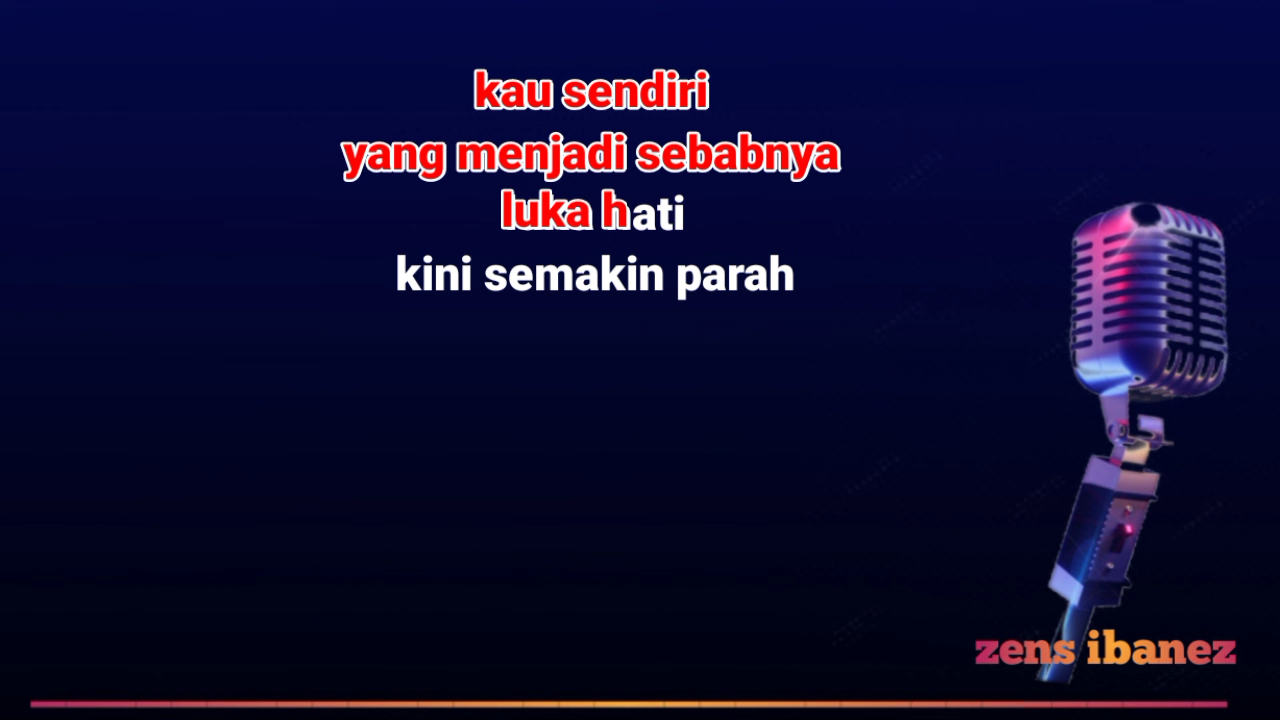 kau sendiri
yang menjadi sebabnya
luka hati
kini semakin parah
zens ibanez